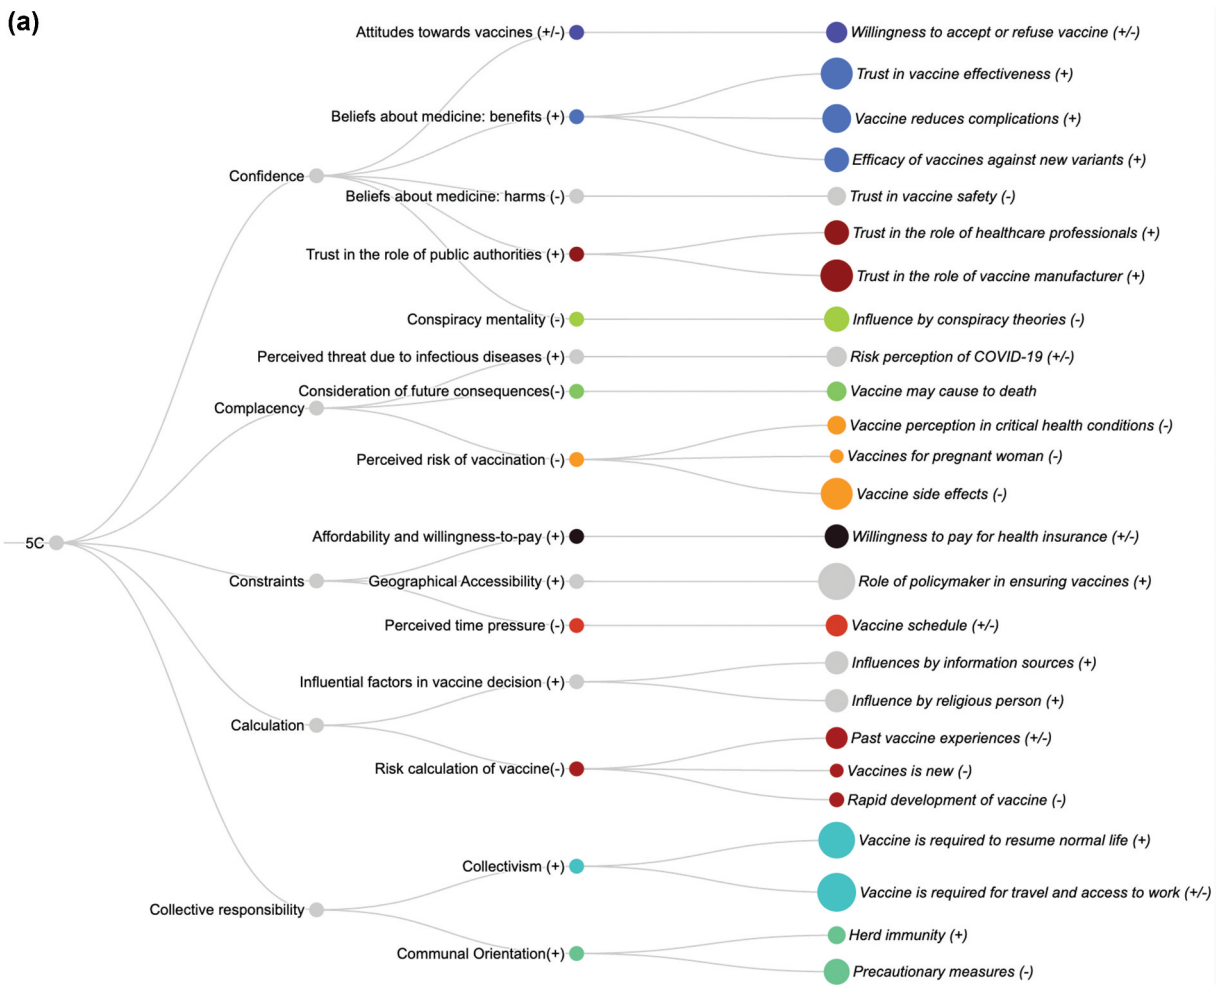 (a)
Attitudes towards vaccines (+/-)
Willingness to accept or refuse vaccine (+/-)
Trust in vaccine effectiveness (+)
Beliefs about medicine: benefits (+)
Vaccine reduces complications (+)
Efficacy of vaccines against new variants (+)
Confidence
Beliefs about medicine: harms (-)
Trust in vaccine safety (-)
Trust in the role of healthcare professionals (+)
Trust in the role of public authorities (+)
Trust in the role of vaccine manufacturer (+)
Conspiracy mentality (-)
Influence by conspiracy theories (-)
Perceived threat due to infectious diseases (+)
Risk perception of COVID-19 (+/-)
Consideration of future consequences(-)
Vaccine may cause to death
Complacency
Vaccine perception in critical health conditions (-)
Perceived risk of vaccination (-)
Vaccines for pregnant woman (-)
Vaccine side effects (-)
5C
Affordability and willingness-to-pay (+)
Willingness to pay for health insurance (+/-)
Constraints
Geographical Accessibility (+)
Role of policymaker in ensuring vaccines (+)
Perceived time pressure (-)
Vaccine schedule (+/-)
Influences by information sources (+)
Influential factors in vaccine decision (+)
Influence by religious person (+)
Calculation
Past vaccine experiences (+/-)
Risk calculation of vaccine(-)
Vaccines is new (-)
Rapid development of vaccine (-)
Vaccine is required to resume normal life (+)
Collectivism (+)
Vaccine is required for travel and access to work (+/-)
Collective responsibility
Herd immunity (+)
Communal Orientation(+)
Precautionary measures (-)